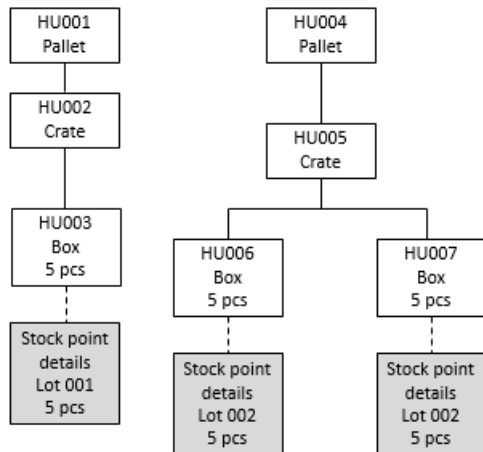 HU001
Pallet
HU002
Crate
HU003
Box
5 pcs
Stock point
details
Lot 001
5 pcs
HU004
Pallet
HU005
Crate
HU006
Box
5 pcs
Stock point
details
Lot 002
5 pcs
HU007
Box
5 pcs
Stock point
details
Lot 002
5 pcs